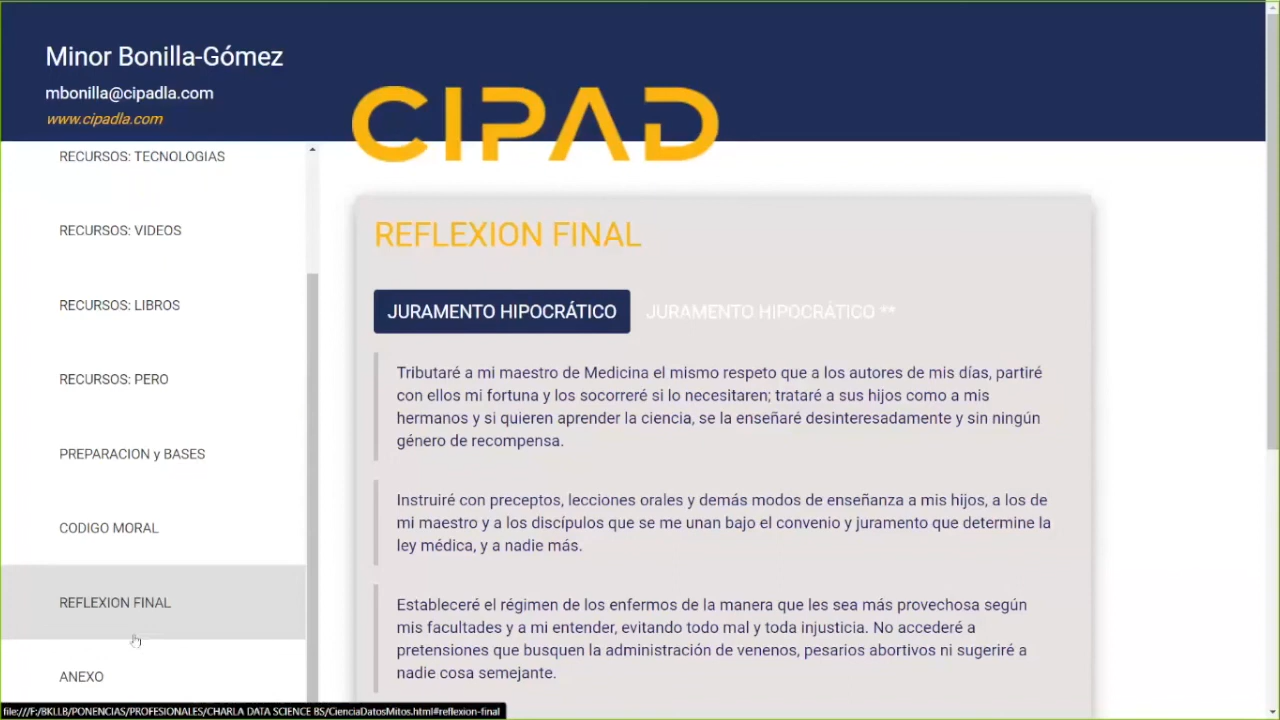 Minor Bonilla-Gómez
mbonilla@cipadla.com
www.cipadla.com
CIPAD
RECURSOS: TECNOLOGIAS
RECURSOS: VIDEOS
RECURSOS: LIBROS
RECURSOS: PERO
PREPARACION y BASES
CODIGO MORAL
REFLEXION FINAL
ANEXO
REFLEXION FINAL
JURAMENTO HIPOCRÁTICO
JURAMENTO HIPOCRÁTICO **
Tributaré a mi maestro de Medicina el mismo respeto que a los autores de mis días, partiré
con ellos mi fortuna y los socorreré si lo necesitaren; trataré a sus hijos como a mis
hermanos y si quieren aprender la ciencia, se la enseñaré desinteresadamente y sin ningún
género de recompensa.
Instruiré con preceptos, lecciones orales y demás modos de enseñanza a mis hijos, a los de
mi maestro y a los discípulos que se me unan bajo el convenio y juramento que determine la
ley médica, y a nadie más.
Estableceré el régimen de los enfermos de la manera que les sea más provechosa según
mis facultades y a mi entender, evitando todo mal y toda injusticia. No accederé a
pretensiones que busquen la administración de venenos, pesarios abortivos ni sugeriré a
nadie cosa semejante.
file:///F:/BKLLB/PONENCIAS/PROFESIONALES/CHARLA DATA SCIENCE BS/CienciaDatosMitos.html#reflexion-final